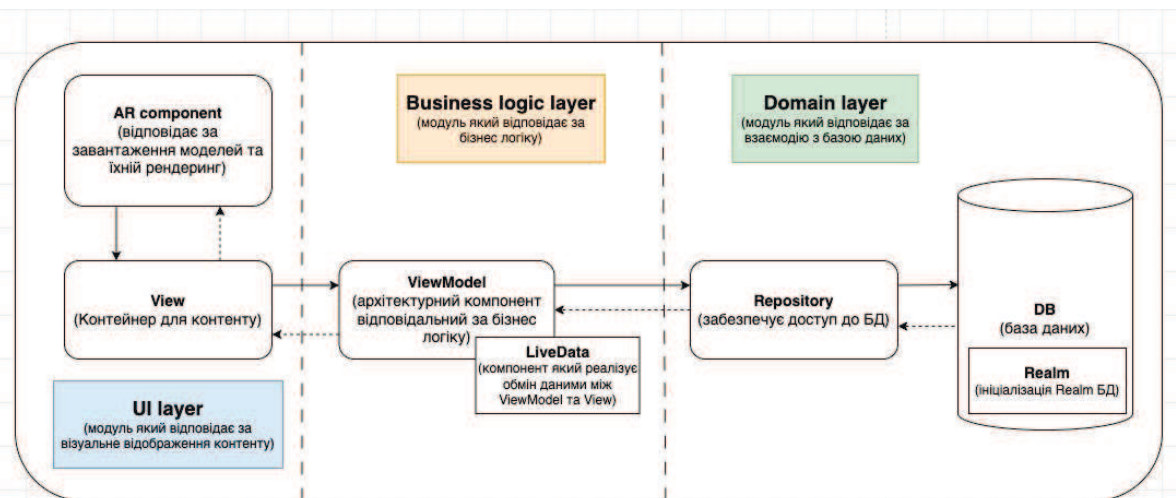 AR component
(відповідає за
завантаження моделей та
їхній рендеринг)
Business logic layer
(модуль який відповідає за
бізнес логіку)
Domain layer
(модуль який відповідає за
взаємодію з базою даних)
View
(Контейнер для контенту)
ViewModel
(архітектурний компонент
відповідальний за бізнес
логіку)
LiveData
(компонент який реалізує
обмін даними між
ViewModel та View)
Repository
(забезпечує доступ до БД)
DB
(база даних)
Realm
(ініціалізація Realm БД)
UI layer
(модуль який відповідає за
візуальне відображення контенту)